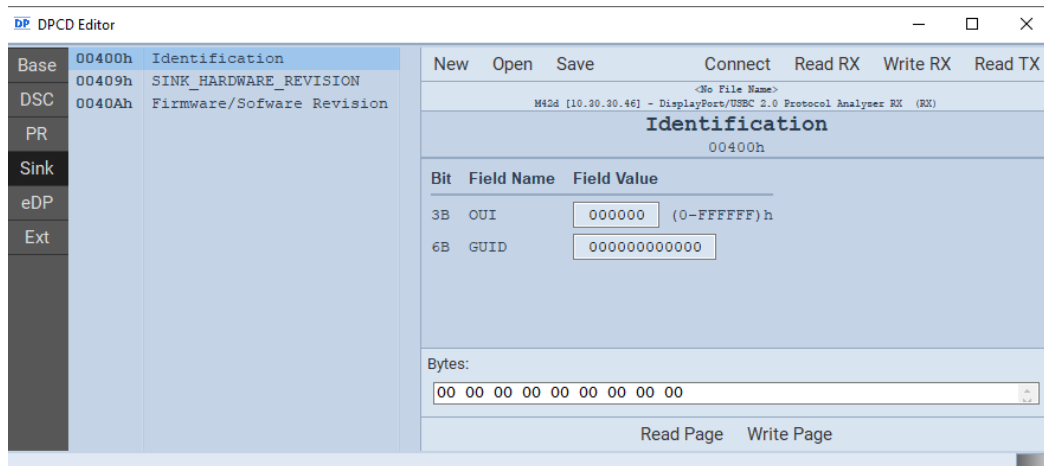 DP DPCD Editor
Base
DSC
PR
Sink
eDP
Ext
00400h Identification
00409h SINK_HARDWARE_REVISION
0040Ah Firmware/Sofware Revision
New Open Save Connect Read RX Write RX Read TX
<No File Name>
M42d [10.30.30.46] - DisplayPort/USBC 2.0 Protocol Analyzer RX (RX)
Identification
00400h
Bit Field Name Field Value
3B OUI 000000 (0-FFFFFF)h
6B GUID 000000000000
Bytes:
00 00 00 00 00 00 00 00 00
Read Page Write Page